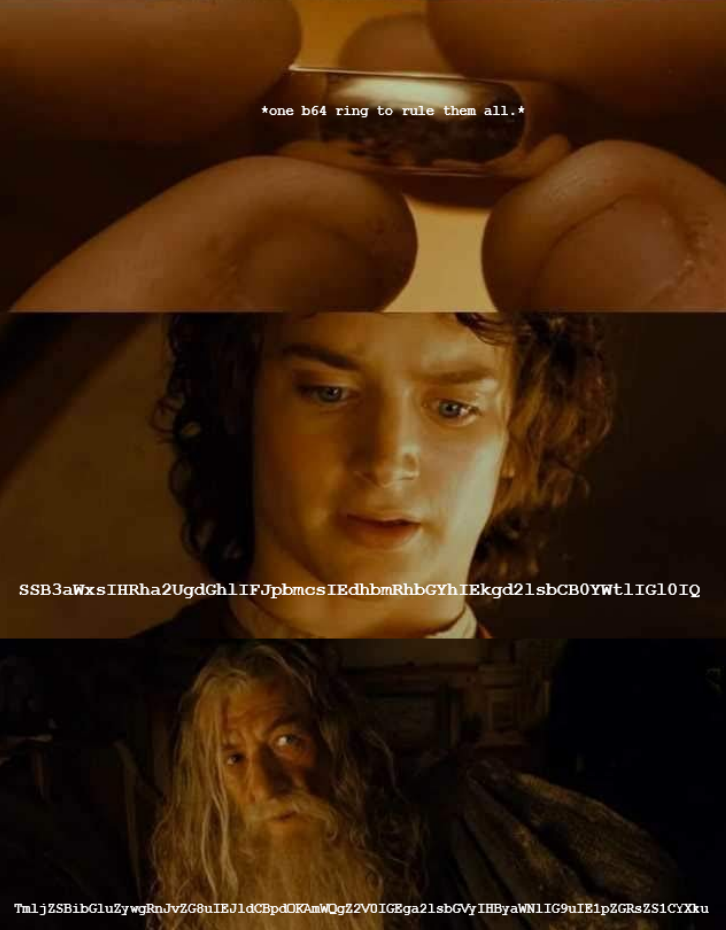 *one b64 ring to rule them all.*
SSB3aWxsIHRha2UgdGhlIFJpbmcsIEdhbmRhbGYhIEkgd2lsbCB0YWtlIGl0IQ
TmljZSBibGluZywgRnJvZG8uIEJldCBpdOKAmWQgZ2V0IGEga2lsbGVyIHByaWNlIG9uIE1pZGRsZS1CYXku